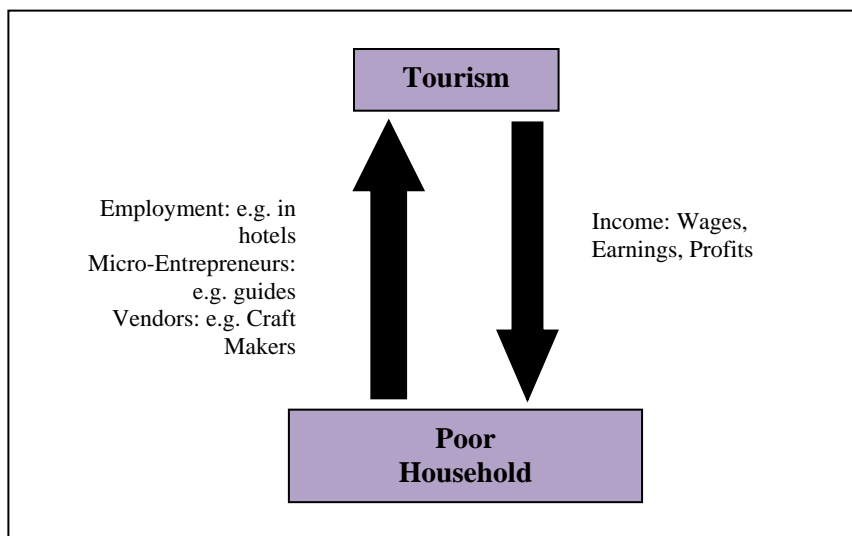 Tourism
Employment: e.g. in
hotels
Micro-Entrepreneurs:
e.g. guides
Vendors: e.g. Craft
Makers
Income: Wages,
Earnings, Profits
Poor
Household